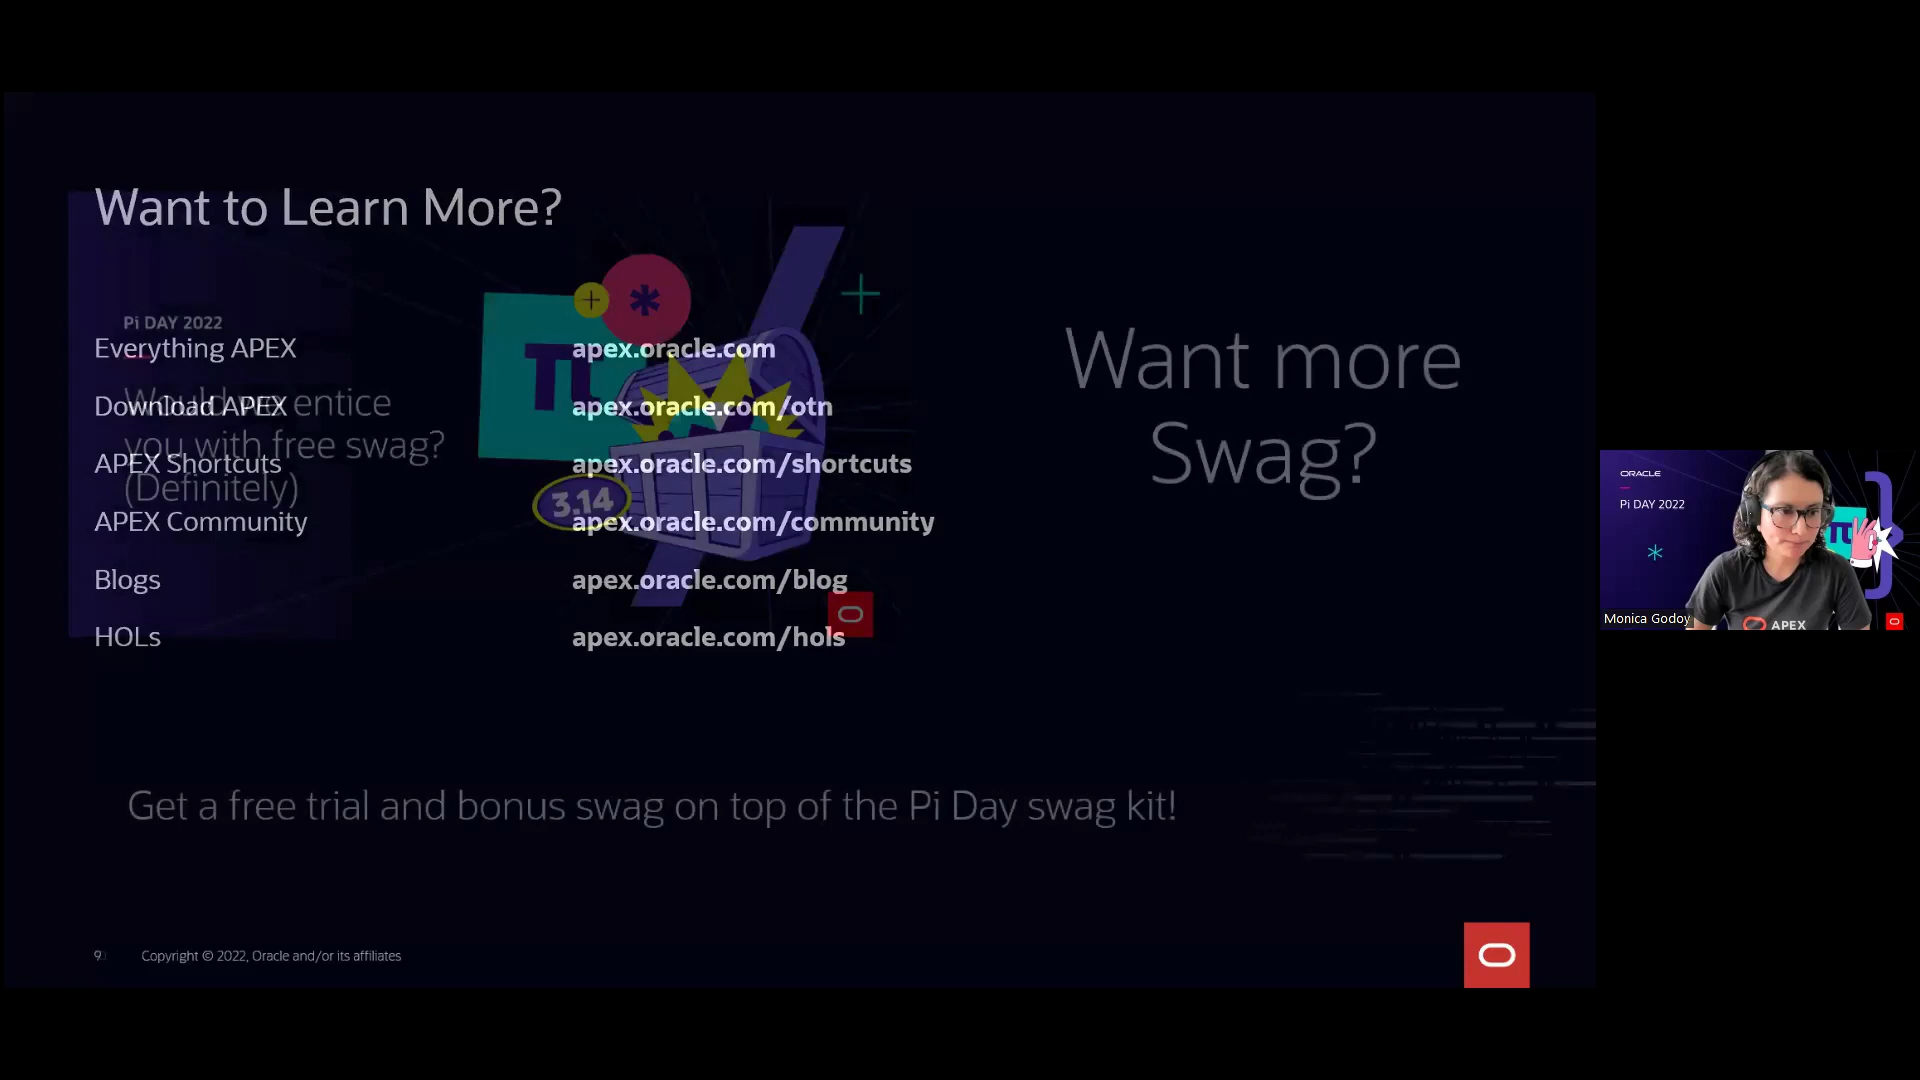 Want to Learn More?
Pi DAY 2022
Everything APEX apex.oracle.com
Download APEX apex.oracle.com/otn
APEX Shortcuts apex.oracle.com/shortcuts
APEX Community apex.oracle.com/community
Blogs apex.oracle.com/blog
HOLs apex.oracle.com/hols
Would we entice
you with free swag?
(Definitely)
π
3.14
Want more
Swag?
Get a free trial and bonus swag on top of the Pi Day swag kit!
9 Copyright © 2022, Oracle and/or its affiliates
ORACLE
Pi DAY 2022
π
APEX
Monica Godoy